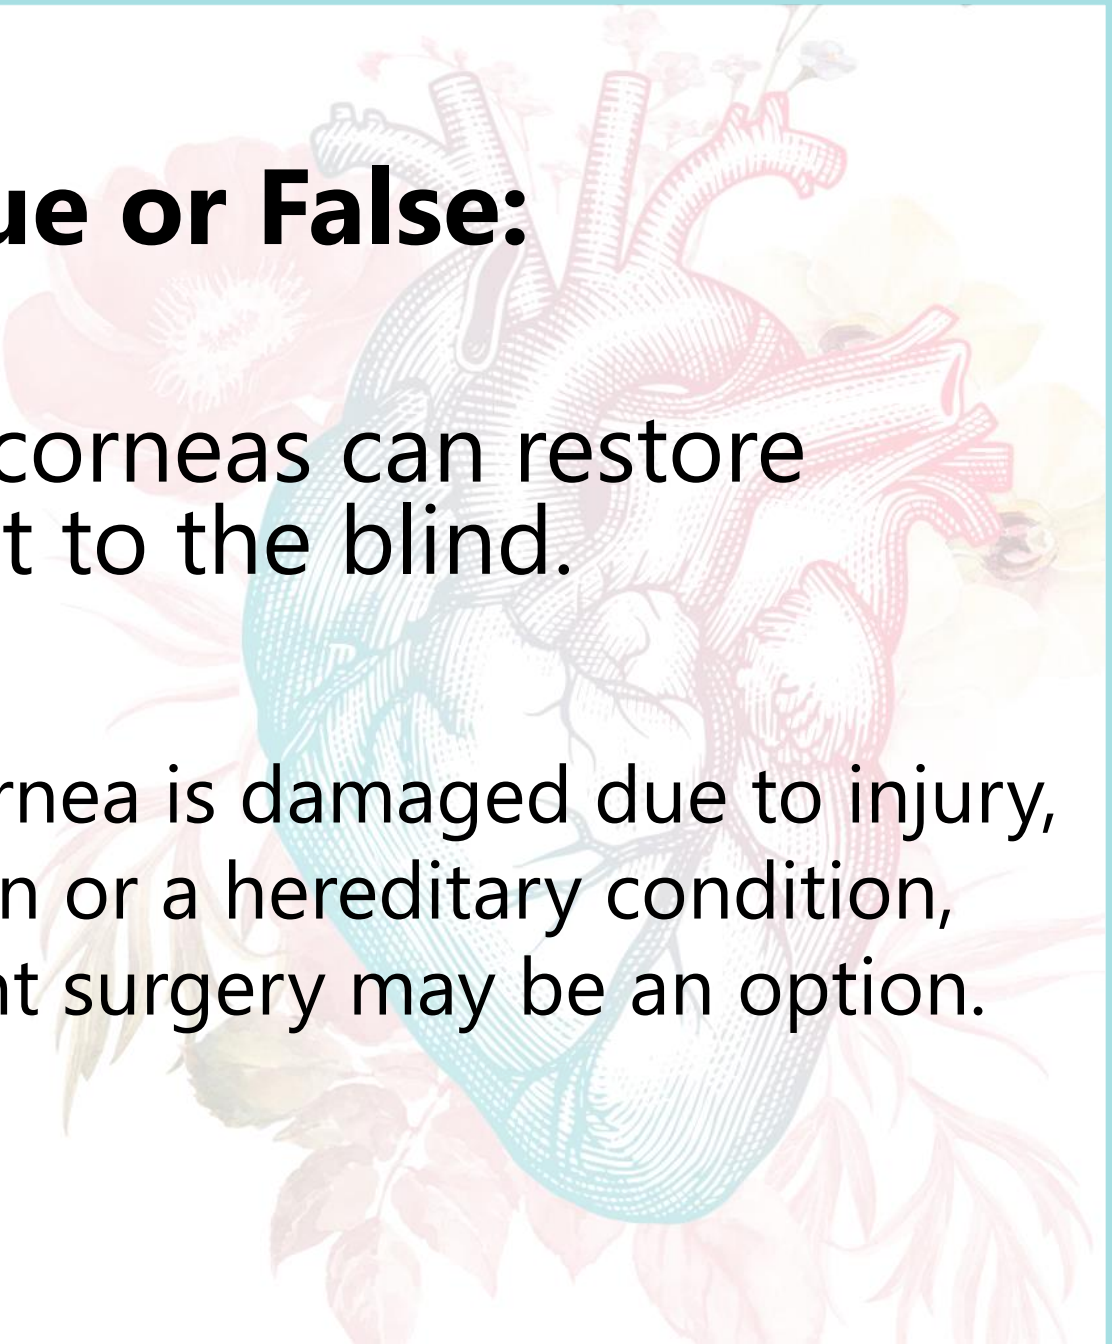 ue or False:
corneas can restore
t to the blind.
rnea is damaged due to injury,
n or a hereditary condition,
nt surgery may be an option.